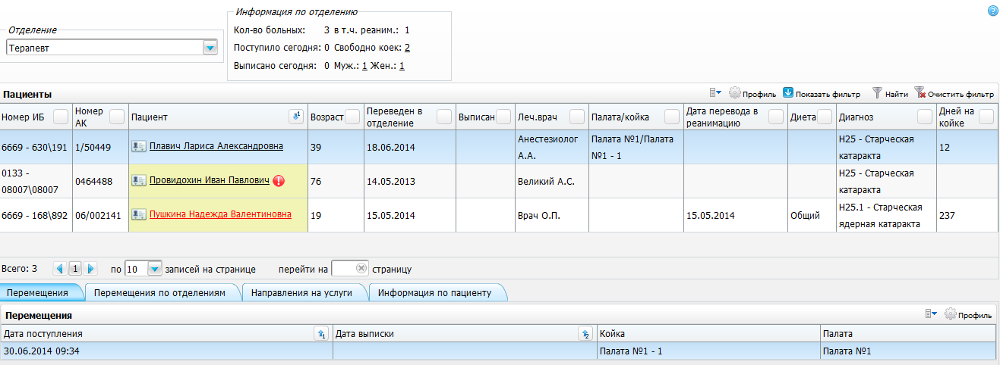 Отделение
Терапевт
Информация по отделению
Кол-во больных: 3 в т.ч. реаним.: 1
Поступило сегодня: 0 Свободно коек: 2
Выписано сегодня: 0 Муж.: 1 Жен.: 1
Пациенты
Профиль Показать фильтр Найти Очистить фильтр
Номер ИБ
Номер
АК
Пациент
Возраст
Переведен в
отделение
Выписан
Леч.врач
Палата/койка
Дата перевода в
реанимацию
Диета
Диагноз
Дней на
койке
6669 - 630\191
1/50449
Плавич Лариса Александровна
39
18.06.2014
Анестезиолог
А.А.
Палата №1/Палата
№1 - 1
H25 - Старческая
катаракта
12
0133 -
08007\08007
0464488
Провидохин Иван Павлович
76
14.05.2013
Великий А.С.
H25 - Старческая
катаракта
6669 - 168\892
06/002141
Пушкина Надежда Валентиновна
19
15.05.2014
Врач О.П.
15.05.2014
Общий
H25.1 - Старческая
ядерная катаракта
237
Всего: 3 1 по 10 записей на странице перейти на страницу
Перемещения Перемещения по отделениям Направления на услуги Информация по пациенту
Перемещения
Профиль
Дата поступления 1 Дата выписки 2 Койка Палата
30.06.2014 09:34 Палата №1 - 1 Палата №1